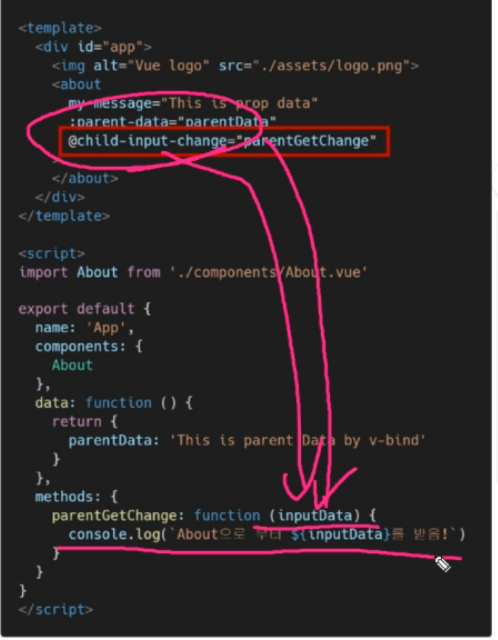 <template>
<div id="app">
<img alt="Vue logo" src="./assets/logo.png">
<about
my-message="This is prop data"
:parent-data="parentData"
@child-input-change="parentGetChange"
></about>
</div>
</template>
<script>
import About from './components/About.vue'
export default {
name: 'App',
components: {
About
},
data: function () {
return {
parentData: 'This is parent Data by v-bind'
}
},
methods: {
parentGetChange: function (inputData) {
console.log(`About으로 부터 ${inputData}를 받음!`)
}
}
}
</script>